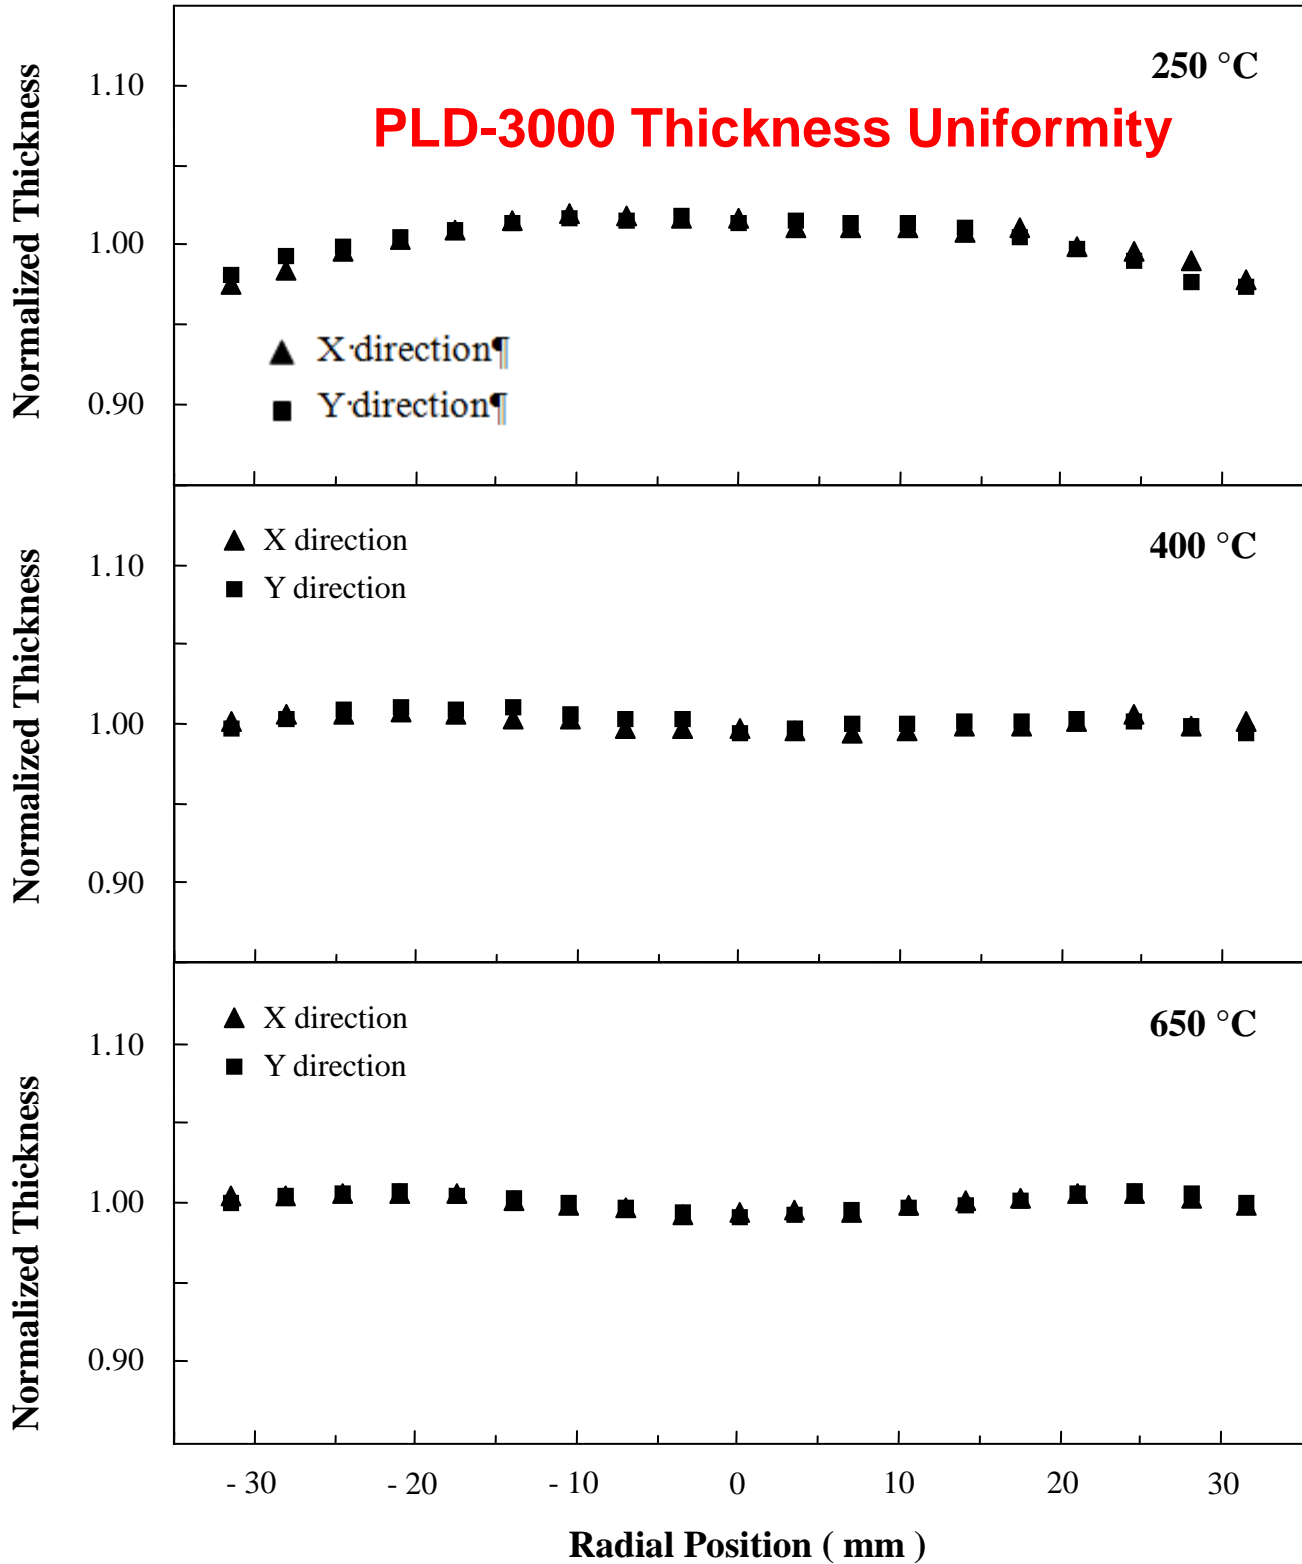 250 °C
1.10
PLD-3000 Thickness Uniformity
Normalized Thickness
1.00
X·direction¶
Y·direction¶
0.90
X direction
400 °C
1.10
Y direction
Normalized Thickness
1.00
0.90
X direction
650 °C
1.10
Y direction
Normalized Thickness
1.00
0.90
- 30 - 20 - 10 0 10 20 30
Radial Position ( mm )